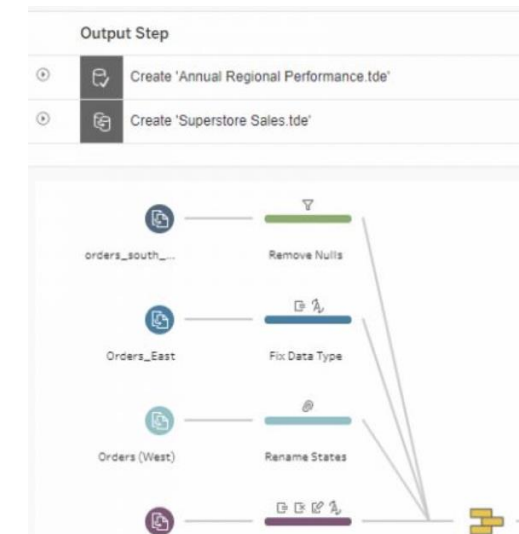 Output Step
Create 'Annual Regional Performance.tde'
Create 'Superstore Sales.tde'
orders_south_...
Remove Nulls
Orders_East
Fix Data Type
Orders (West)
Rename States